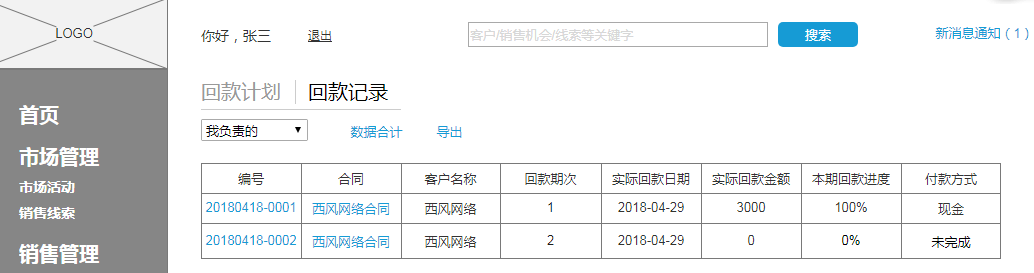 LOGO
你好，张三 退出 客户/销售机会/线索等关键字 搜索 新消息通知（1）
首页
市场管理
市场活动
销售线索
销售管理
回款计划 回款记录
我负责的 数据合计 导出
编号 合同 客户名称 回款期次 实际回款日期 实际回款金额 本期回款进度 付款方式
20180418-0001 西风网络合同 西风网络 1 2018-04-29 3000 100% 现金
20180418-0002 西风网络合同 西风网络 2 2018-04-29 0 0% 未完成